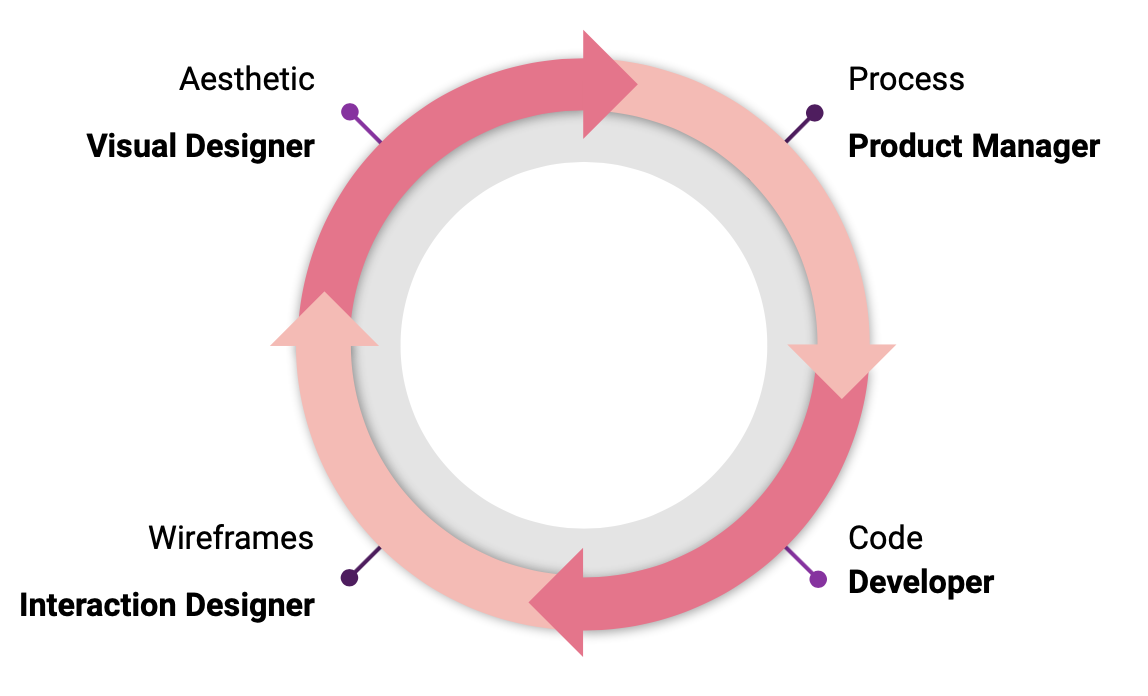 Aesthetic
Visual Designer
Process
Product Manager
Wireframes
Interaction Designer
Code
Developer